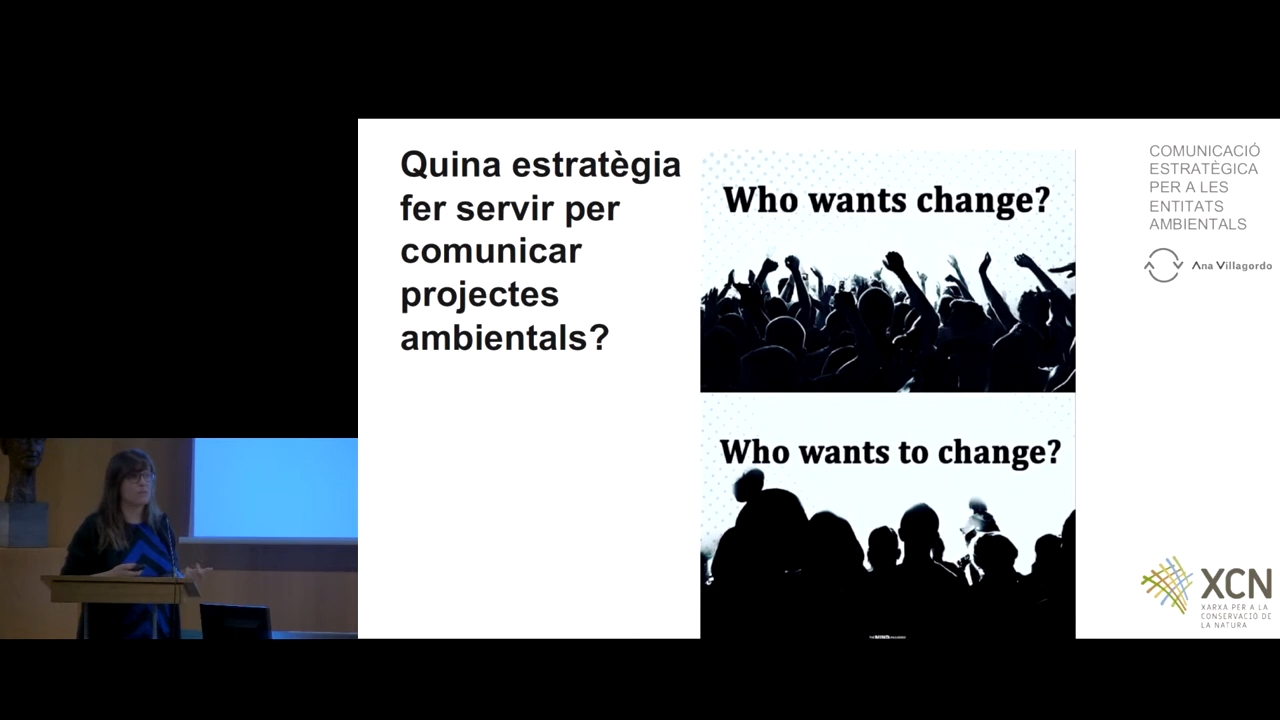 Quina estratègia
fer servir per
comunicar
projectes
ambientals?
Who wants change?
Who wants to change?
COMUNICACIÓ
ESTRATÈGICA
PER A LES
ENTITATS
AMBIENTALS
Ana Villagordo
XCN
XARXA PER A LA
CONSERVACIÓ DE
LA NATURA